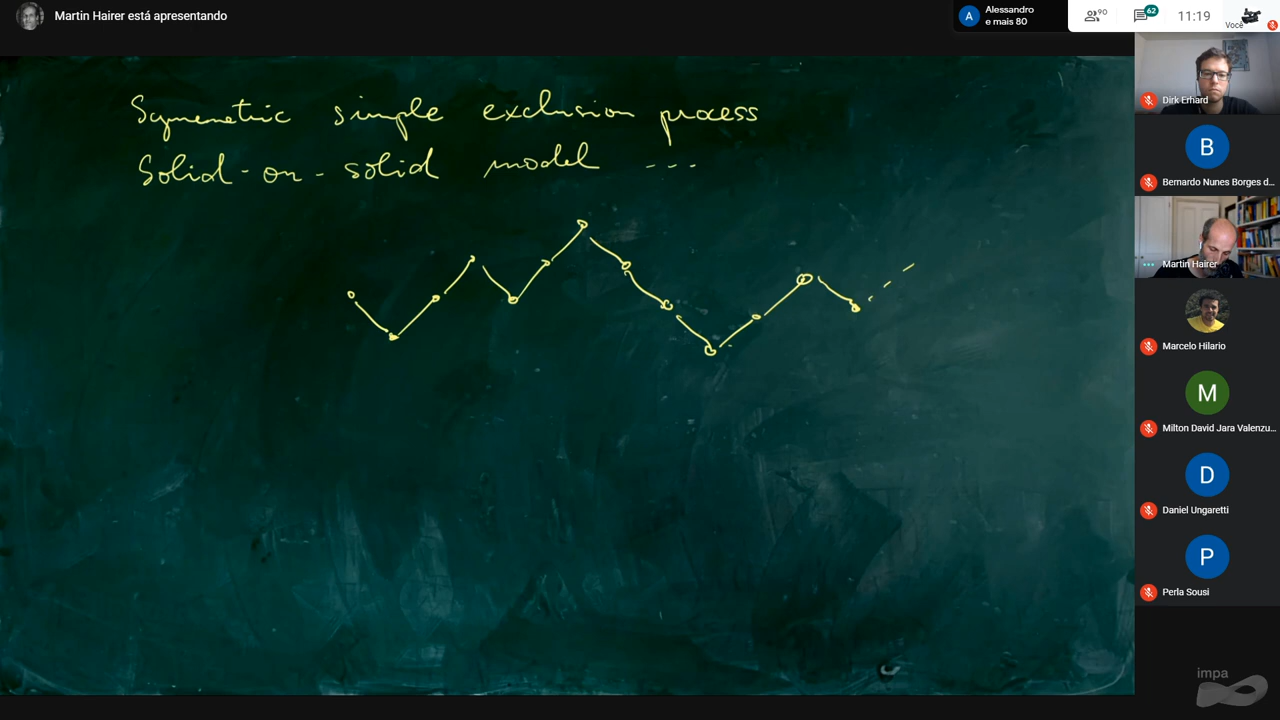 Martin Hairer está apresentando
Alessandro
e mais 80
90
62
11:19
Você
Symmetric simple exclusion process
Solid-on-solid model ---
Dirk Erhard
B
Bernardo Nunes Borges d...
Martin Hairer
Marcelo Hilario
M
Milton David Jara Valenzu...
D
Daniel Ungaretti
P
Perla Sousi
A
impa